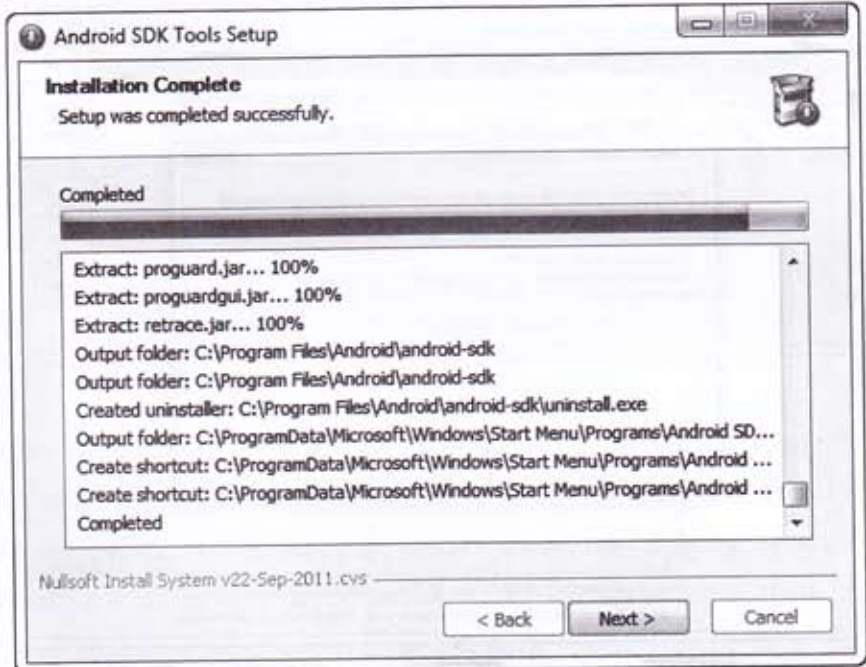 Android SDK Tools Setup
Installation Complete
Setup was completed successfully.
Completed
Extract: proguard.jar... 100%
Extract: proguardgui.jar... 100%
Extract: retrace.jar... 100%
Output folder: C:\Program Files\Android\android-sdk
Output folder: C:\Program Files\Android\android-sdk
Created uninstaller: C:\Program Files\Android\android-sdk\uninstall.exe
Output folder: C:\ProgramData\Microsoft\Windows\Start Menu\Programs\Android SD...
Create shortcut: C:\ProgramData\Microsoft\Windows\Start Menu\Programs\Android ...
Create shortcut: C:\ProgramData\Microsoft\Windows\Start Menu\Programs\Android ...
Completed
Nullsoft Install System v22-Sep-2011.cvs
< Back Next > Cancel